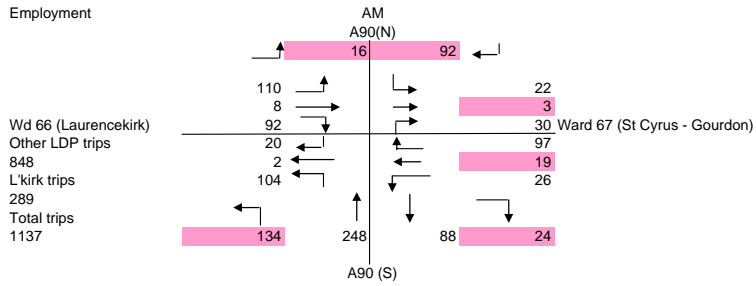 Employment AM
A90(N)
16 92
110 22
8 3
Wd 66 (Laurencekirk) 92 30 Ward 67 (St Cyrus - Gourdon)
Other LDP trips 20 97
848 2 19
L'kirk trips 104 26
289
Total trips
1137 134 248 88 24
A90 (S)